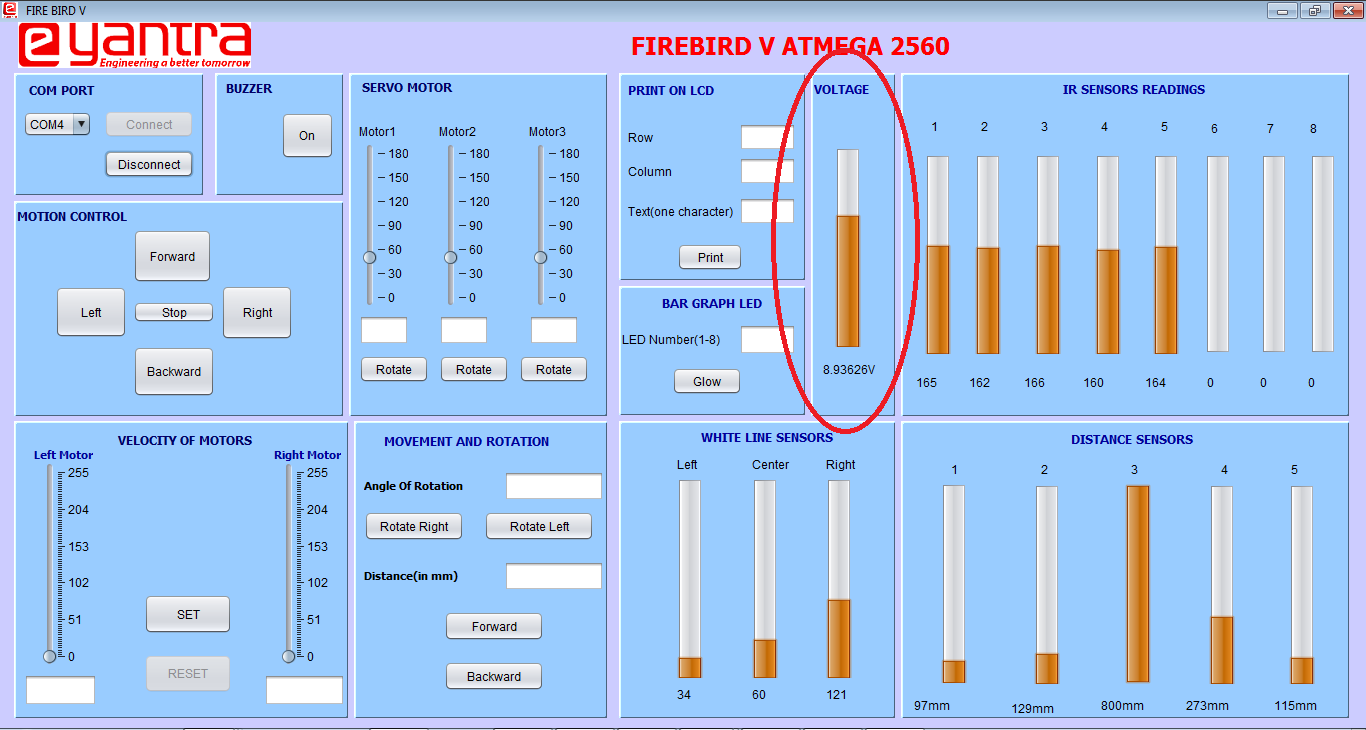 FIRE BIRD V
e yantra
Engineering a better tomorrow
FIREBIRD V ATMEGA 2560
COM PORT
COM4
Connect
Disconnect
BUZZER
On
MOTION CONTROL
Forward
Left
Stop
Right
Backward
SERVO MOTOR
Motor1 Motor2 Motor3
180 180 180
150 150 150
120 120 120
90 90 90
60 60 60
30 30 30
0 0 0
Rotate Rotate Rotate
PRINT ON LCD
Row
Column
Text(one character)
Print
BAR GRAPH LED
LED Number(1-8)
Glow
VOLTAGE
8.93626V
IR SENSORS READINGS
1 2 3 4 5 6 7 8
165 162 166 160 164 0 0 0
VELOCITY OF MOTORS
Left Motor Right Motor
255 255
204 204
153 153
102 102
51 51
0 0
SET
RESET
MOVEMENT AND ROTATION
Angle Of Rotation
Rotate Right Rotate Left
Distance(in mm)
Forward
Backward
WHITE LINE SENSORS
Left Center Right
34 60 121
DISTANCE SENSORS
1 2 3 4 5
97mm 129mm 800mm 273mm 115mm